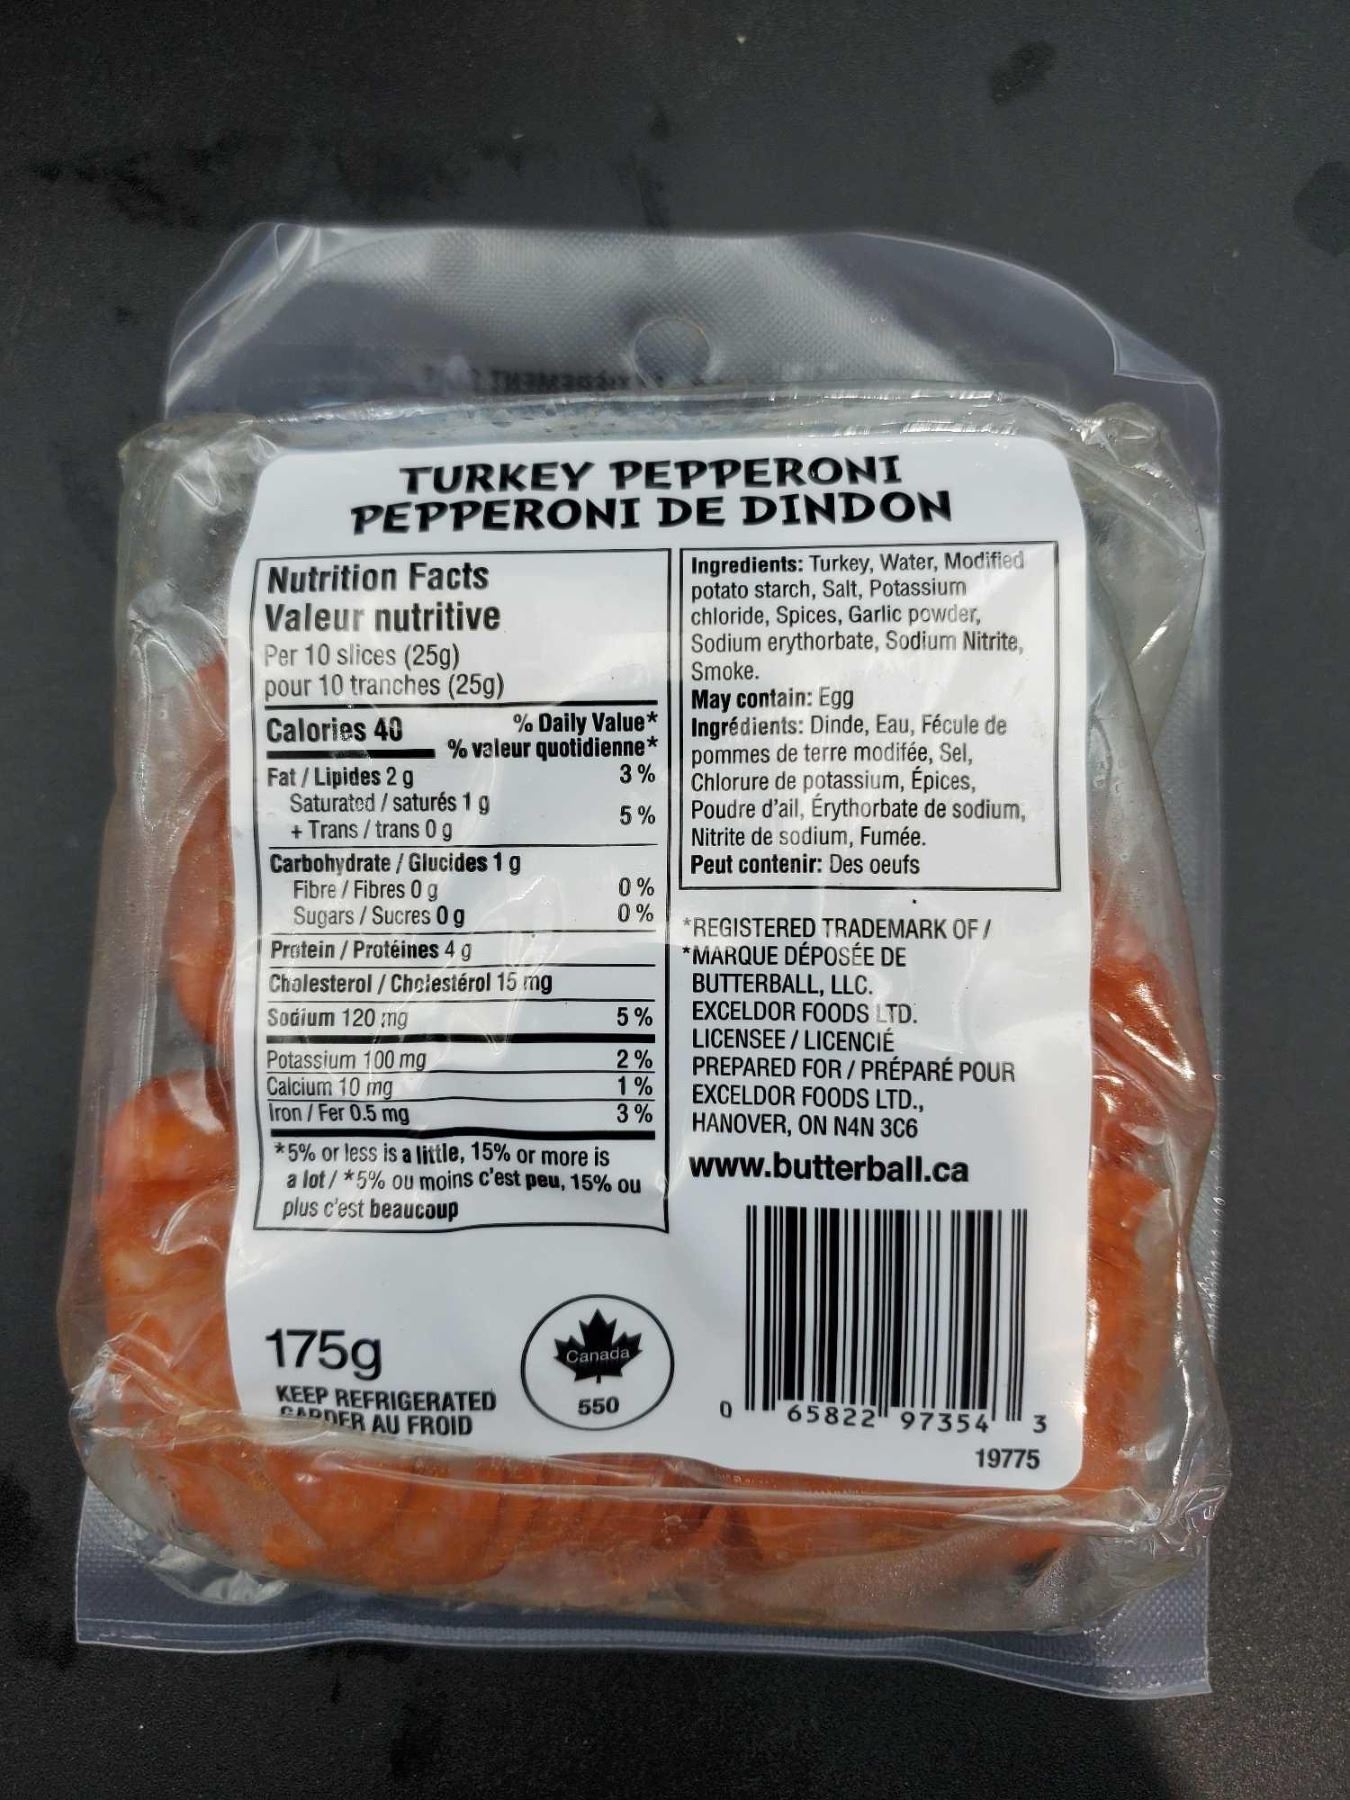 TURKEY PEPPERONI
PEPPERONI DE DINDON
Nutrition Facts
Valeur nutritive
Per 10 slices (25g)
pour 10 tranches (25g)
Calories 40
% Daily Value*
% valeur quotidienne*
Fat / Lipides 2 g 3 %
Saturated / saturés 1 g
+ Trans / trans 0 g 5 %
Carbohydrate / Glucides 1 g
Fibre / Fibres 0 g 0 %
Sugars / Sucres 0 g 0 %
Protein / Protéines 4 g
Cholesterol / Cholestérol 15 mg
Sodium 120 mg 5 %
Potassium 100 mg 2 %
Calcium 10 mg 1 %
Iron / Fer 0.5 mg 3 %
*5% or less is a little, 15% or more is
a lot / *5% ou moins c'est peu, 15% ou
plus c'est beaucoup
Ingredients: Turkey, Water, Modified
potato starch, Salt, Potassium
chloride, Spices, Garlic powder,
Sodium erythorbate, Sodium Nitrite,
Smoke.
May contain: Egg
Ingrédients: Dinde, Eau, Fécule de
pommes de terre modifée, Sel,
Chlorure de potassium, Épices,
Poudre d'ail, Érythorbate de sodium,
Nitrite de sodium, Fumée.
Peut contenir: Des oeufs
*REGISTERED TRADEMARK OF /
*MARQUE DÉPOSÉE DE
BUTTERBALL, LLC.
EXCELDOR FOODS LTD.
LICENSEE / LICENCIÉ
PREPARED FOR / PRÉPARÉ POUR
EXCELDOR FOODS LTD.,
HANOVER, ON N4N 3C6
www.butterball.ca
175g
KEEP REFRIGERATED
GARDER AU FROID
Canada
550
0 65822 97354 3
19775